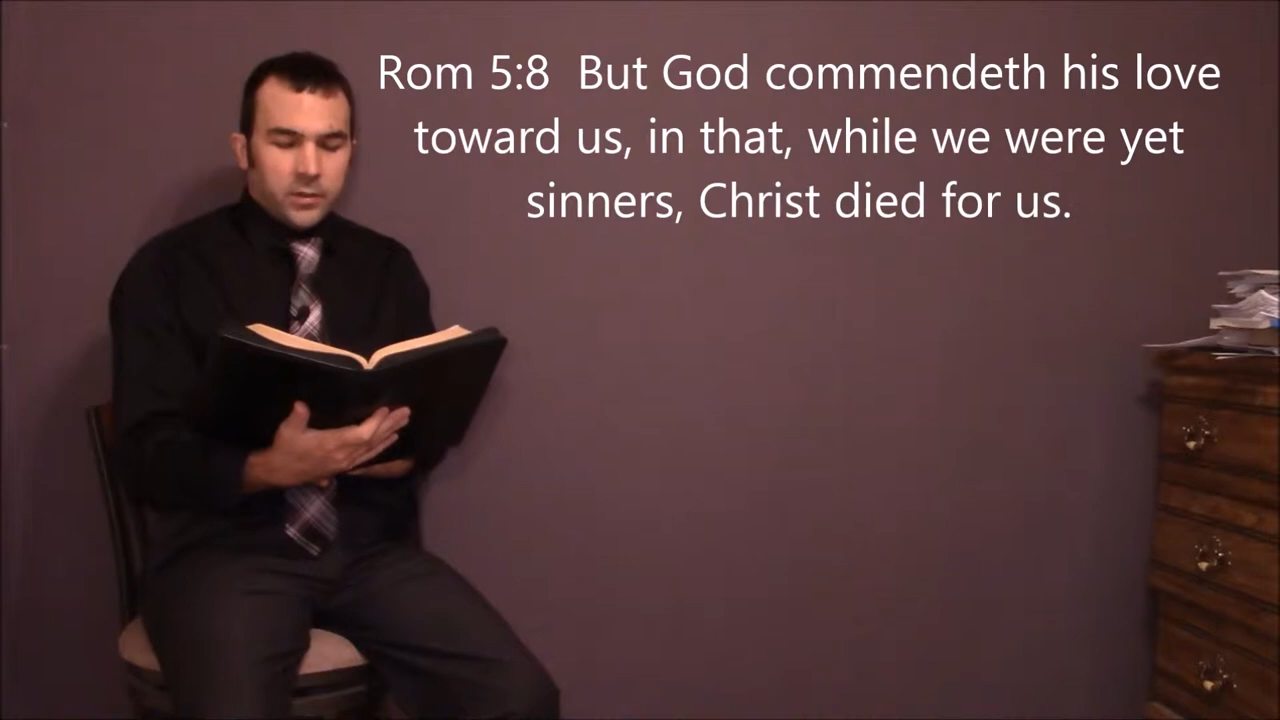 Rom 5:8  But God commendeth his love
toward us, in that, while we were yet
sinners, Christ died for us.